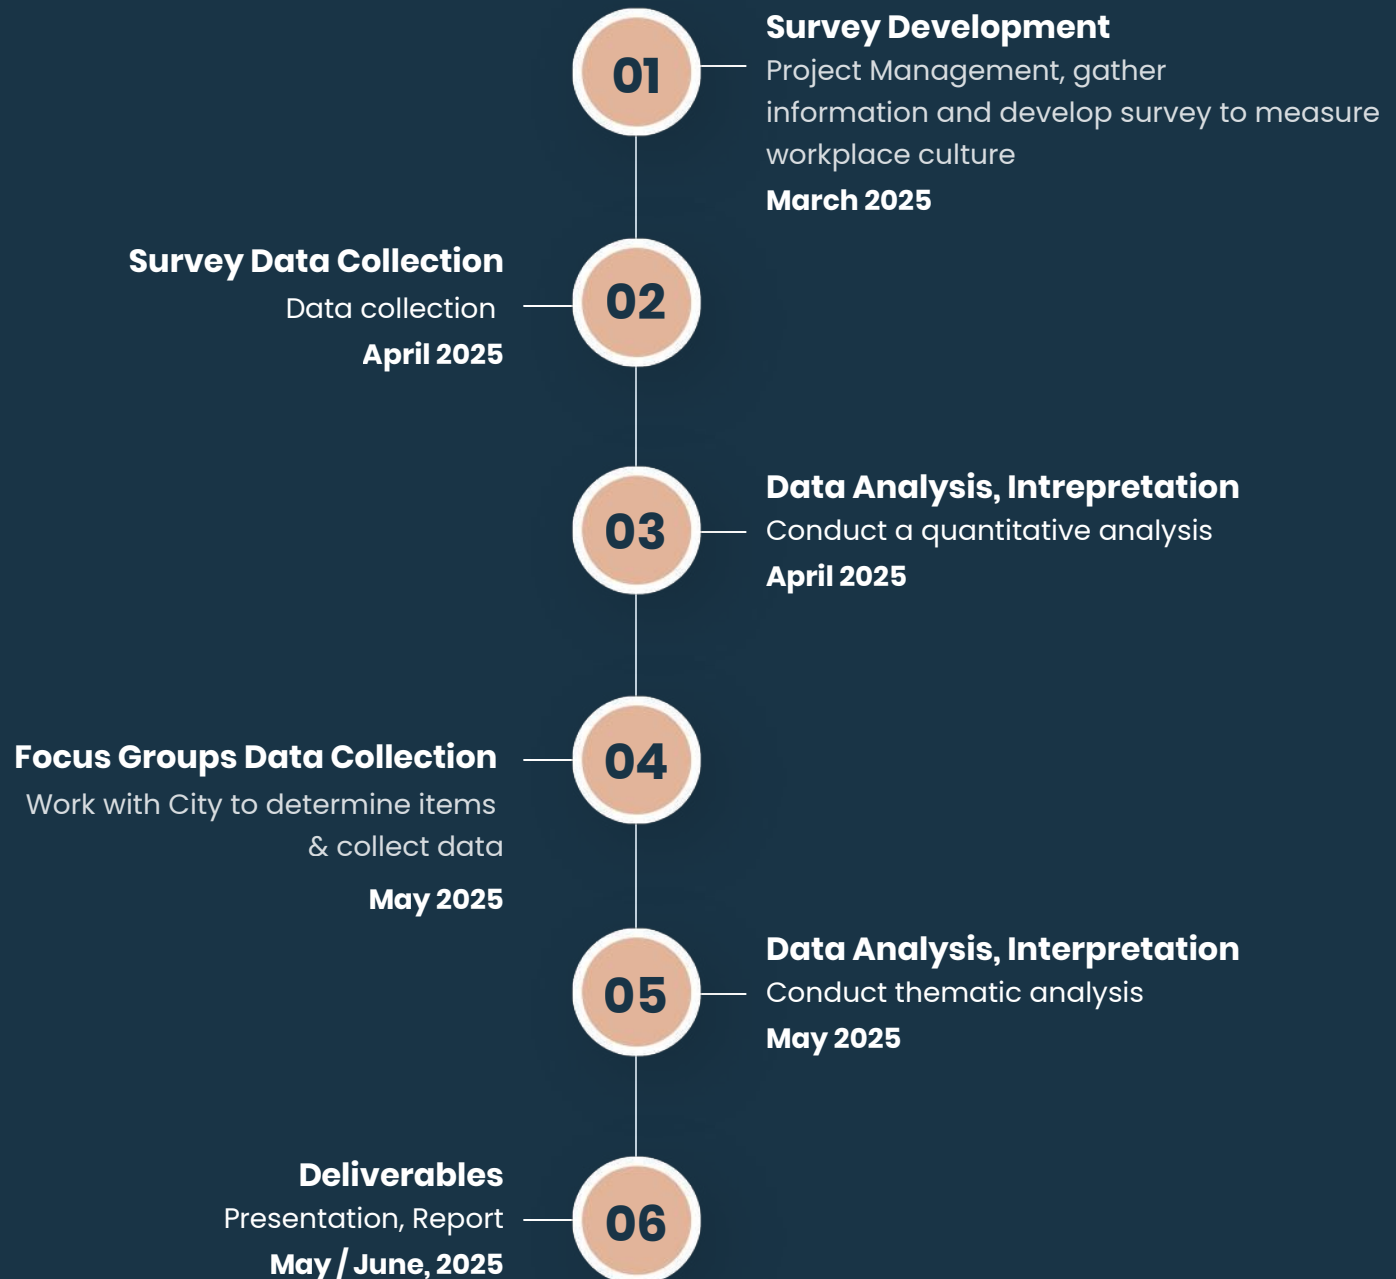 01
Survey Development
Project Management, gather
information and develop survey to measure
workplace culture
March 2025
Survey Data Collection
Data collection
April 2025
02
03
Data Analysis, Intrepretation
Conduct a quantitative analysis
April 2025
Focus Groups Data Collection
Work with City to determine items
& collect data
May 2025
04
05
Data Analysis, Interpretation
Conduct thematic analysis
May 2025
Deliverables
Presentation, Report
May / June, 2025
06